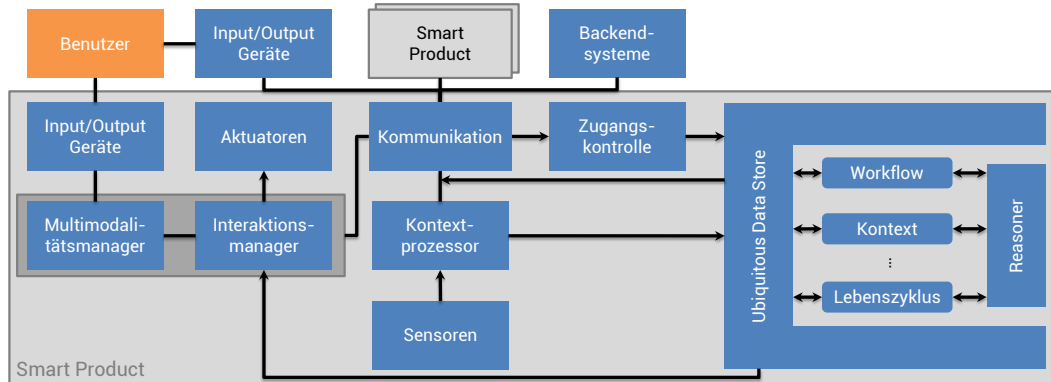 Benutzer
Input/Output
Geräte
Smart
Product
Backend-
systeme
Input/Output
Geräte
Aktuatoren
Kommunikation
Zugangs-
kontrolle
Ubiquitous Data Store
Workflow
Kontext
...
Lebenszyklus
Reasoner
Multimodali-
tätsmanager
Interaktions-
manager
Kontext-
prozessor
Sensoren
Smart Product